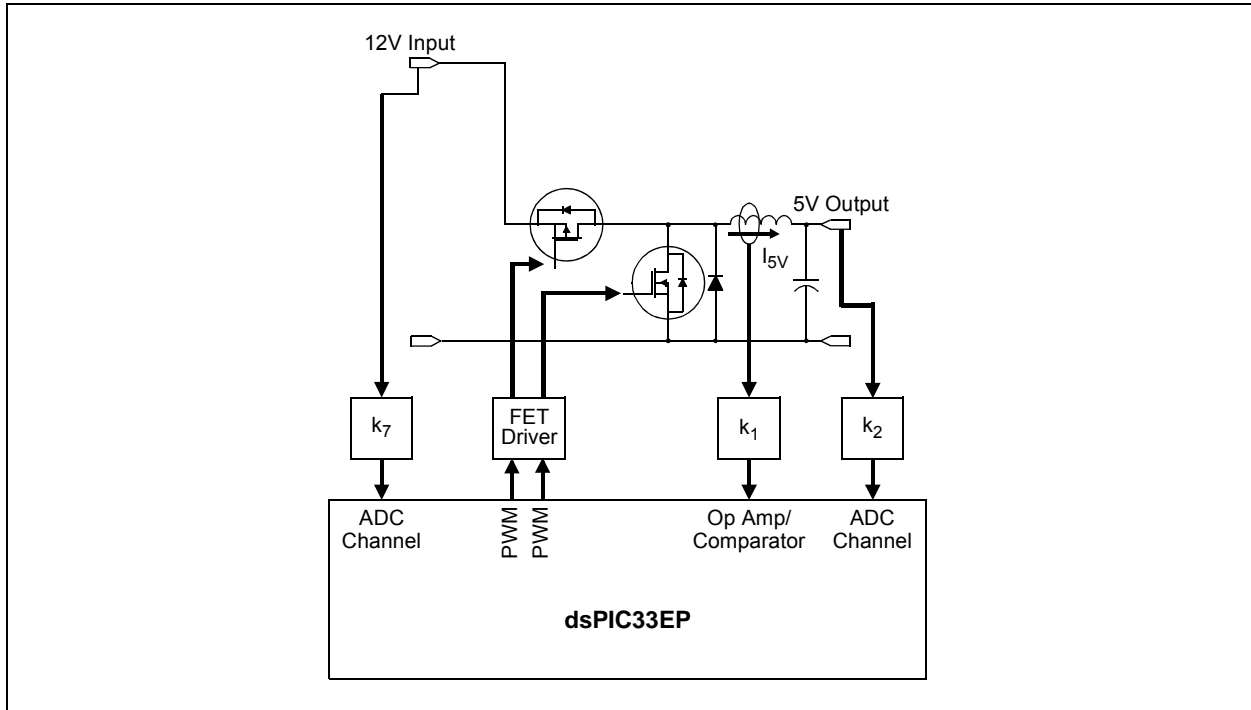 12V Input
5V Output
I5V
k7
FET
Driver
k1
k2
ADC
Channel
PWM
PWM
Op Amp/
Comparator
ADC
Channel
dsPIC33EP